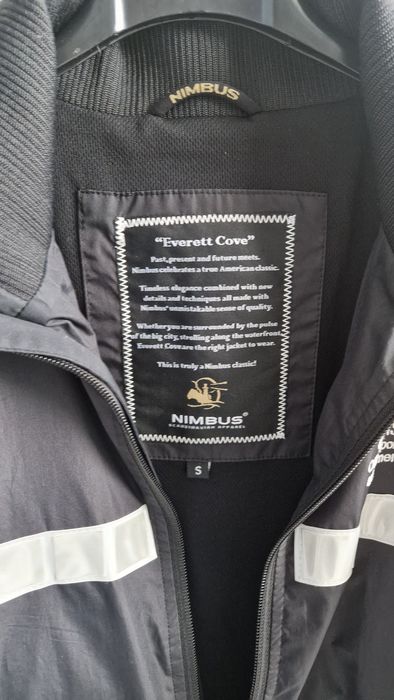 NIMBUS
“Everett Cove”
Past, present and future meets.
Nimbus celebrates a true American classic.
Timeless elegance combined with new
details and techniques all made with
Nimbus' unmistakable sense of quality.
Whether you are surrounded by the pulse
of the big city, strolling along the waterfront,
Everett Cove are the right jacket to wear.
This is truly a Nimbus classic!
NIMBUS®
SCANDINAVIAN APPAREL
S